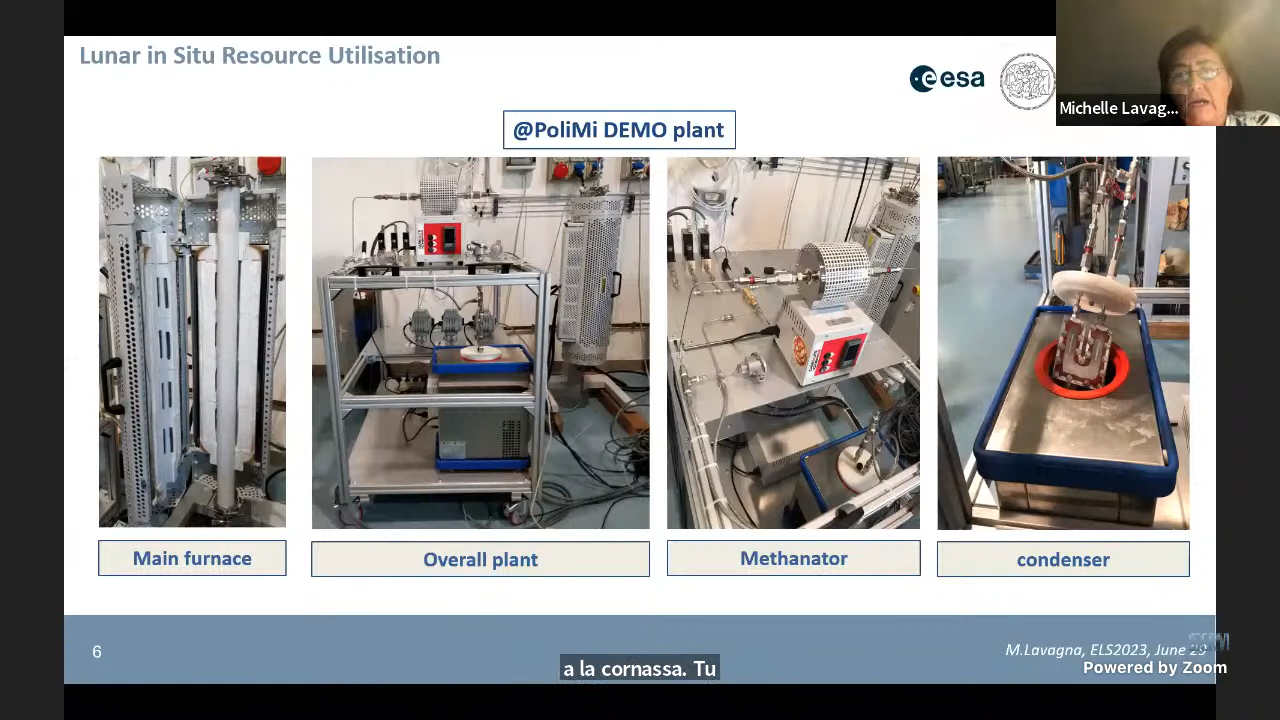 Lunar in Situ Resource Utilisation
esa
Michelle Lavag...
@PoliMi DEMO plant
Main furnace
Overall plant
Methanator
condenser
6
M.Lavagna, ELS2023, June 29
Powered by Zoom
a la cornassa. Tu